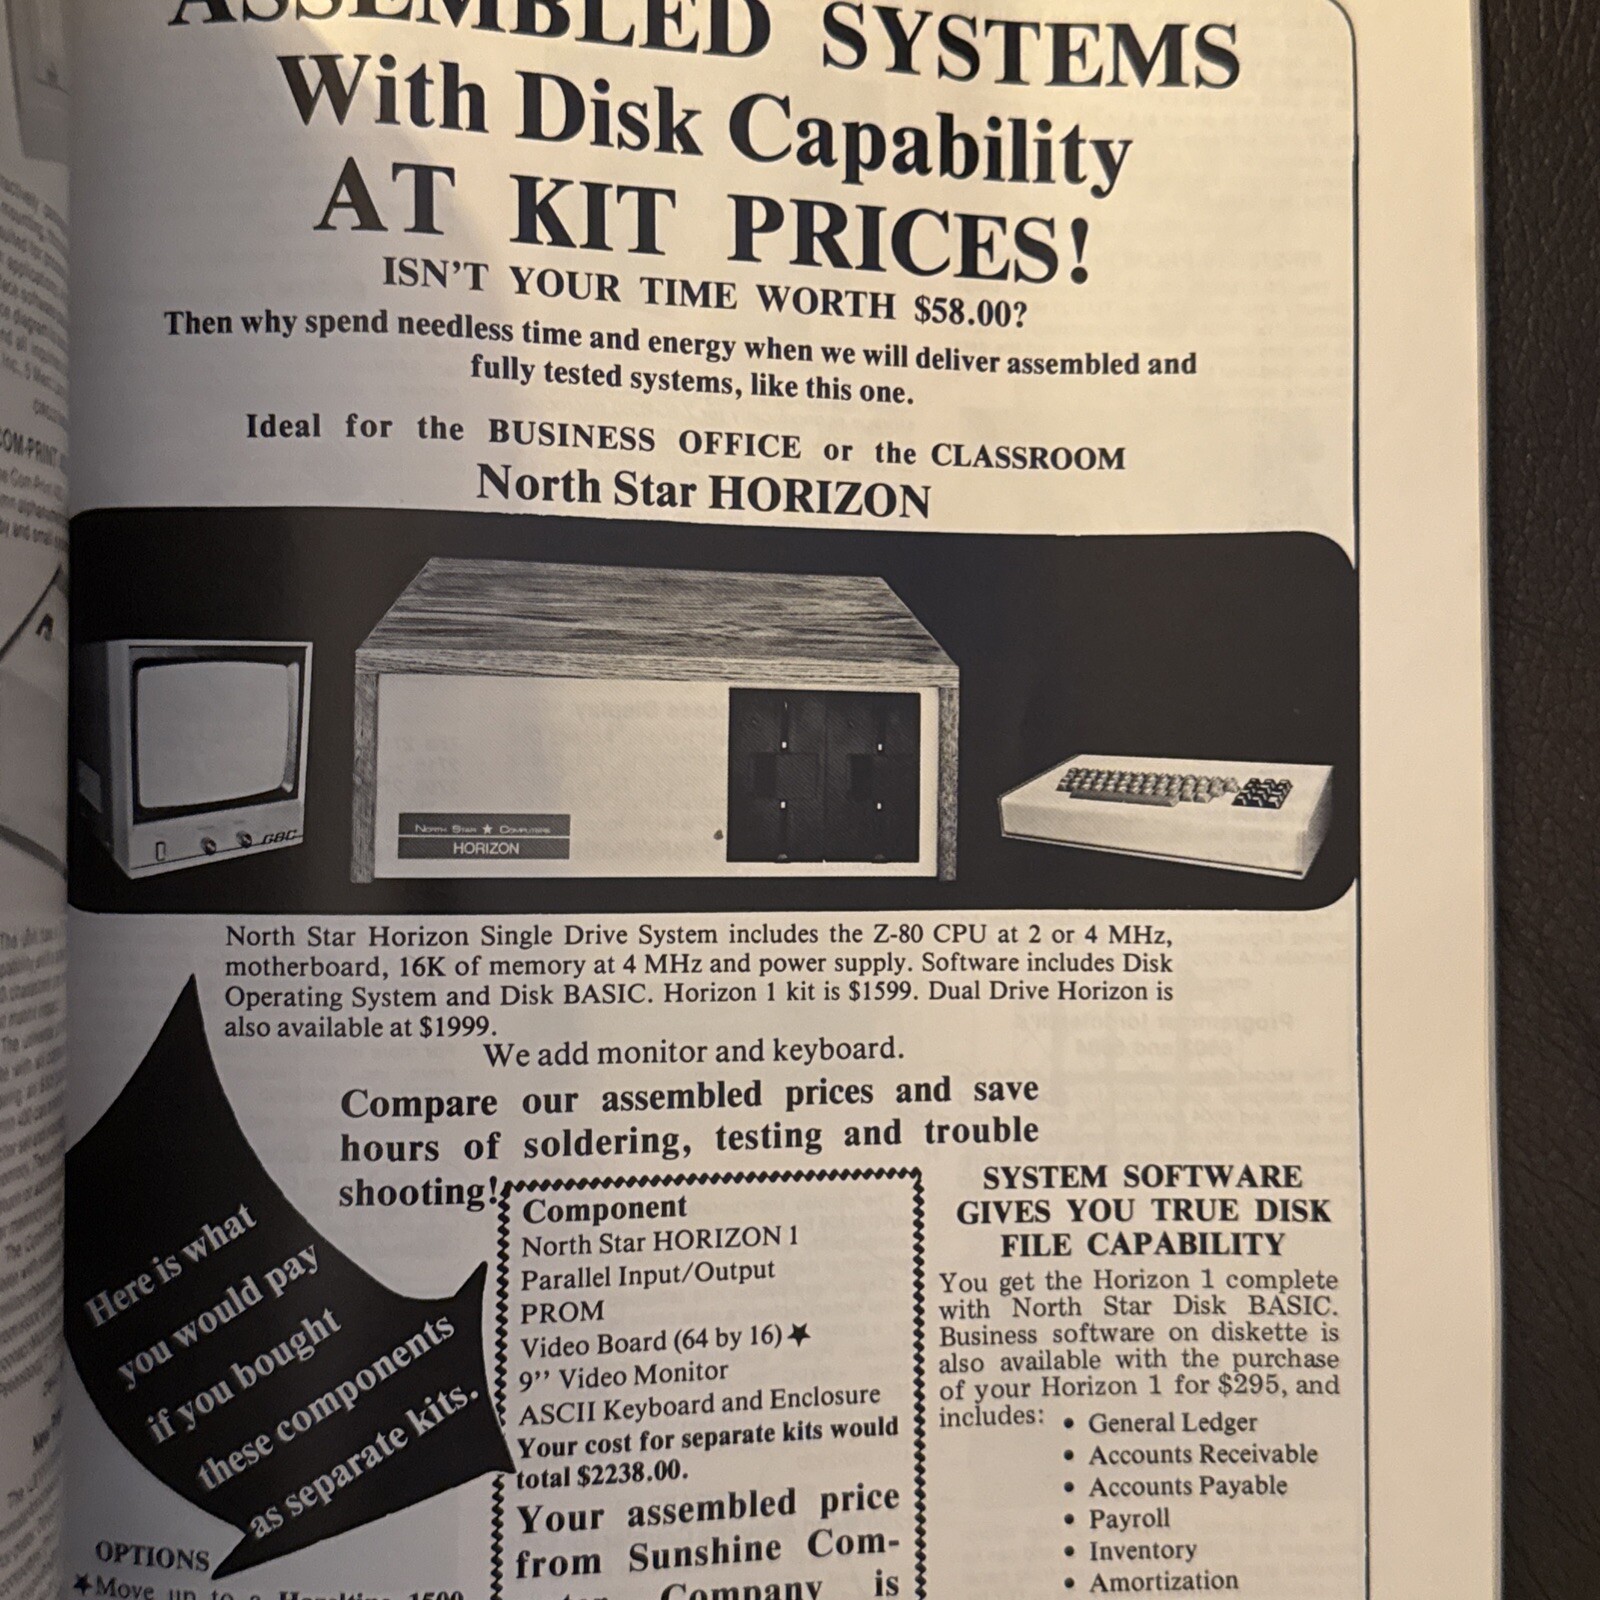 ASSEMBLED SYSTEMS
With Disk Capability
AT KIT PRICES!
ISN'T YOUR TIME WORTH $58.00?
Then why spend needless time and energy when we will deliver assembled and
fully tested systems, like this one.
Ideal for the BUSINESS OFFICE or the CLASSROOM
North Star HORIZON
GBC
NORTH STAR ★ COMPUTERS
HORIZON
North Star Horizon Single Drive System includes the Z-80 CPU at 2 or 4 MHz,
motherboard, 16K of memory at 4 MHz and power supply. Software includes Disk
Operating System and Disk BASIC. Horizon 1 kit is $1599. Dual Drive Horizon is
also available at $1999.
We add monitor and keyboard.
Compare our assembled prices and save
hours of soldering, testing and trouble
shooting!
Here is what
you would pay
if you bought
these components
as separate kits.
Component
North Star HORIZON 1
Parallel Input/Output
PROM
Video Board (64 by 16)★
9’’ Video Monitor
ASCII Keyboard and Enclosure
Your cost for separate kits would
total $2238.00.
Your assembled price
from Sunshine Com-
Company is
SYSTEM SOFTWARE
GIVES YOU TRUE DISK
FILE CAPABILITY
You get the Horizon 1 complete
with North Star Disk BASIC.
Business software on diskette is
also available with the purchase
of your Horizon 1 for $295, and
includes:
• General Ledger
• Accounts Receivable
• Accounts Payable
• Payroll
• Inventory
• Amortization
OPTIONS
★Move up to a 1500